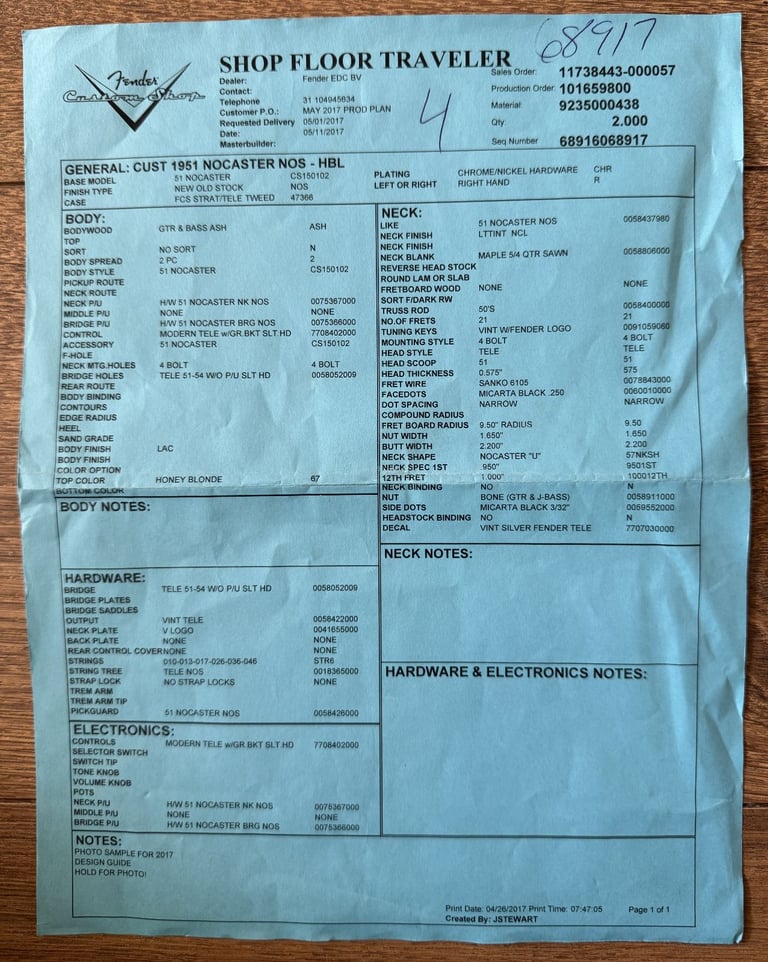 68917
SHOP FLOOR TRAVELER
Fender
Custom Shop
4
Dealer: Fender EDC BV
Contact:
Telephone 31 104945634
Customer P.O.: MAY 2017 PROD PLAN
Requested Delivery 05/01/2017
Date: 05/11/2017
Masterbuilder:
Sales Order: 11738443-000057
Production Order: 101659800
Material: 9235000438
Qty: 2.000
Seq Number 68916068917
GENERAL: CUST 1951 NOCASTER NOS - HBL
BASE MODEL 51 NOCASTER CS150102
FINISH TYPE NEW OLD STOCK NOS
CASE FCS STRAT/TELE TWEED 47366
PLATING CHROME/NICKEL HARDWARE CHR
LEFT OR RIGHT RIGHT HAND R
BODY:
BODYWOOD GTR & BASS ASH ASH
TOP
SORT NO SORT N
BODY SPREAD 2 PC 2
BODY STYLE 51 NOCASTER CS150102
PICKUP ROUTE
NECK ROUTE
NECK P/U H/W 51 NOCASTER NK NOS 0075367000
MIDDLE P/U NONE NONE
BRIDGE P/U H/W 51 NOCASTER BRG NOS 0075366000
CONTROL MODERN TELE w/GR.BKT SLT HD 7708402000
ACCESSORY 51 NOCASTER CS150102
F-HOLE
NECK MTG.HOLES 4 BOLT 4 BOLT
BRIDGE HOLES TELE 51-54 W/O P/U SLT HD 0058052009
REAR ROUTE
BODY BINDING
CONTOURS
EDGE RADIUS
HEEL
SAND GRADE
BODY FINISH LAC
BODY FINISH
COLOR OPTION
TOP COLOR HONEY BLONDE 67
BOTTOM COLOR
BODY NOTES:
HARDWARE:
BRIDGE TELE 51-54 W/O P/U SLT HD 0058052009
BRIDGE PLATES
BRIDGE SADDLES
OUTPUT VINT TELE 0058422000
NECK PLATE V LOGO 0041655000
BACK PLATE NONE NONE
REAR CONTROL COVER NONE NONE
STRINGS 010-013-017-026-036-046 STR6
STRING TREE TELE NOS 0018365000
STRAP LOCK NO STRAP LOCKS NONE
TREM ARM
TREM ARM TIP
PICKGUARD 51 NOCASTER NOS 0058426000
ELECTRONICS:
CONTROLS MODERN TELE w/GR.BKT SLT HD 7708402000
SELECTOR SWITCH
SWITCH TIP
TONE KNOB
VOLUME KNOB
POTS
NECK P/U H/W 51 NOCASTER NK NOS 0075367000
MIDDLE P/U NONE NONE
BRIDGE P/U H/W 51 NOCASTER BRG NOS 0075366000
NECK:
LIKE 51 NOCASTER NOS 0058437980
NECK FINISH LTTINT NCL
NECK FINISH
NECK BLANK MAPLE 5/4 QTR SAWN 0058806000
REVERSE HEAD STOCK
ROUND LAM OR SLAB
FRETBOARD WOOD NONE NONE
SORT F/DARK RW
TRUSS ROD 50'S 0058400000
NO.OF FRETS 21 21
TUNING KEYS VINT W/FENDER LOGO 0091059060
MOUNTING STYLE 4 BOLT 4 BOLT
HEAD STYLE TELE TELE
HEAD SCOOP 51 51
HEAD THICKNESS 0.575" 575
FRET WIRE SANKO 6105 0078843000
FACEDOTS MICARTA BLACK .250 0060010000
DOT SPACING NARROW NARROW
COMPOUND RADIUS
FRET BOARD RADIUS 9.50" RADIUS 9.50
NUT WIDTH 1.650" 1.650
BUTT WIDTH 2.200" 2.200
NECK SHAPE NOCASTER "U" 57NKSH
NECK SPEC 1ST .950" 9501ST
12TH FRET 1.000" 100012TH
NECK BINDING NO N
NUT BONE (GTR & J-BASS) 0058911000
SIDE DOTS MICARTA BLACK 3/32" 0059552000
HEADSTOCK BINDING NO N
DECAL VINT SILVER FENDER TELE 7707030000
NECK NOTES:
HARDWARE & ELECTRONICS NOTES:
NOTES:
PHOTO SAMPLE FOR 2017
DESIGN GUIDE
HOLD FOR PHOTO!
Print Date: 04/26/2017 Print Time: 07:47:05 Page 1 of 1
Created By: JSTEWART